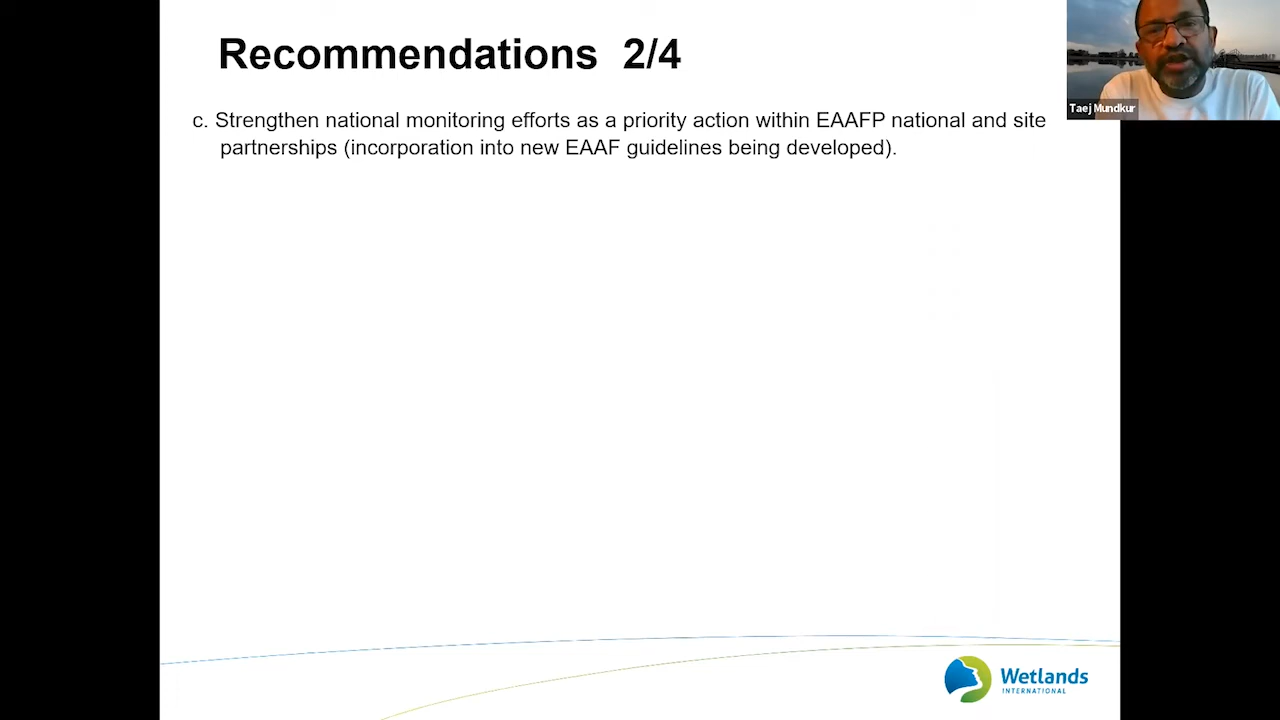 Recommendations 2/4
Taej Mundkur
c. Strengthen national monitoring efforts as a priority action within EAAFP national and site
partnerships (incorporation into new EAAF guidelines being developed).
Wetlands
INTERNATIONAL